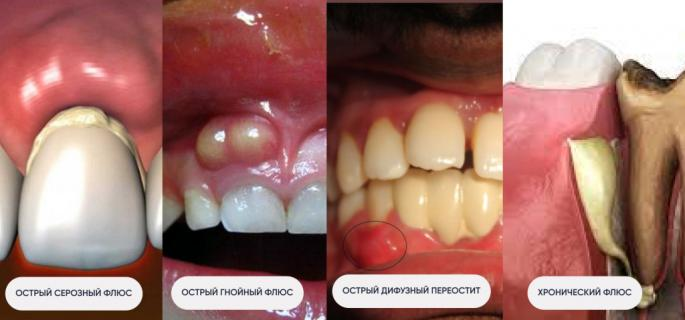 ОСТРЫЙ СЕРОЗНЫЙ ФЛЮС
ОСТРЫЙ ГНОЙНЫЙ ФЛЮС
ОСТРЫЙ ДИФУЗНЫЙ ПЕРЕОСТИТ
ХРОНИЧЕСКИЙ ФЛЮС